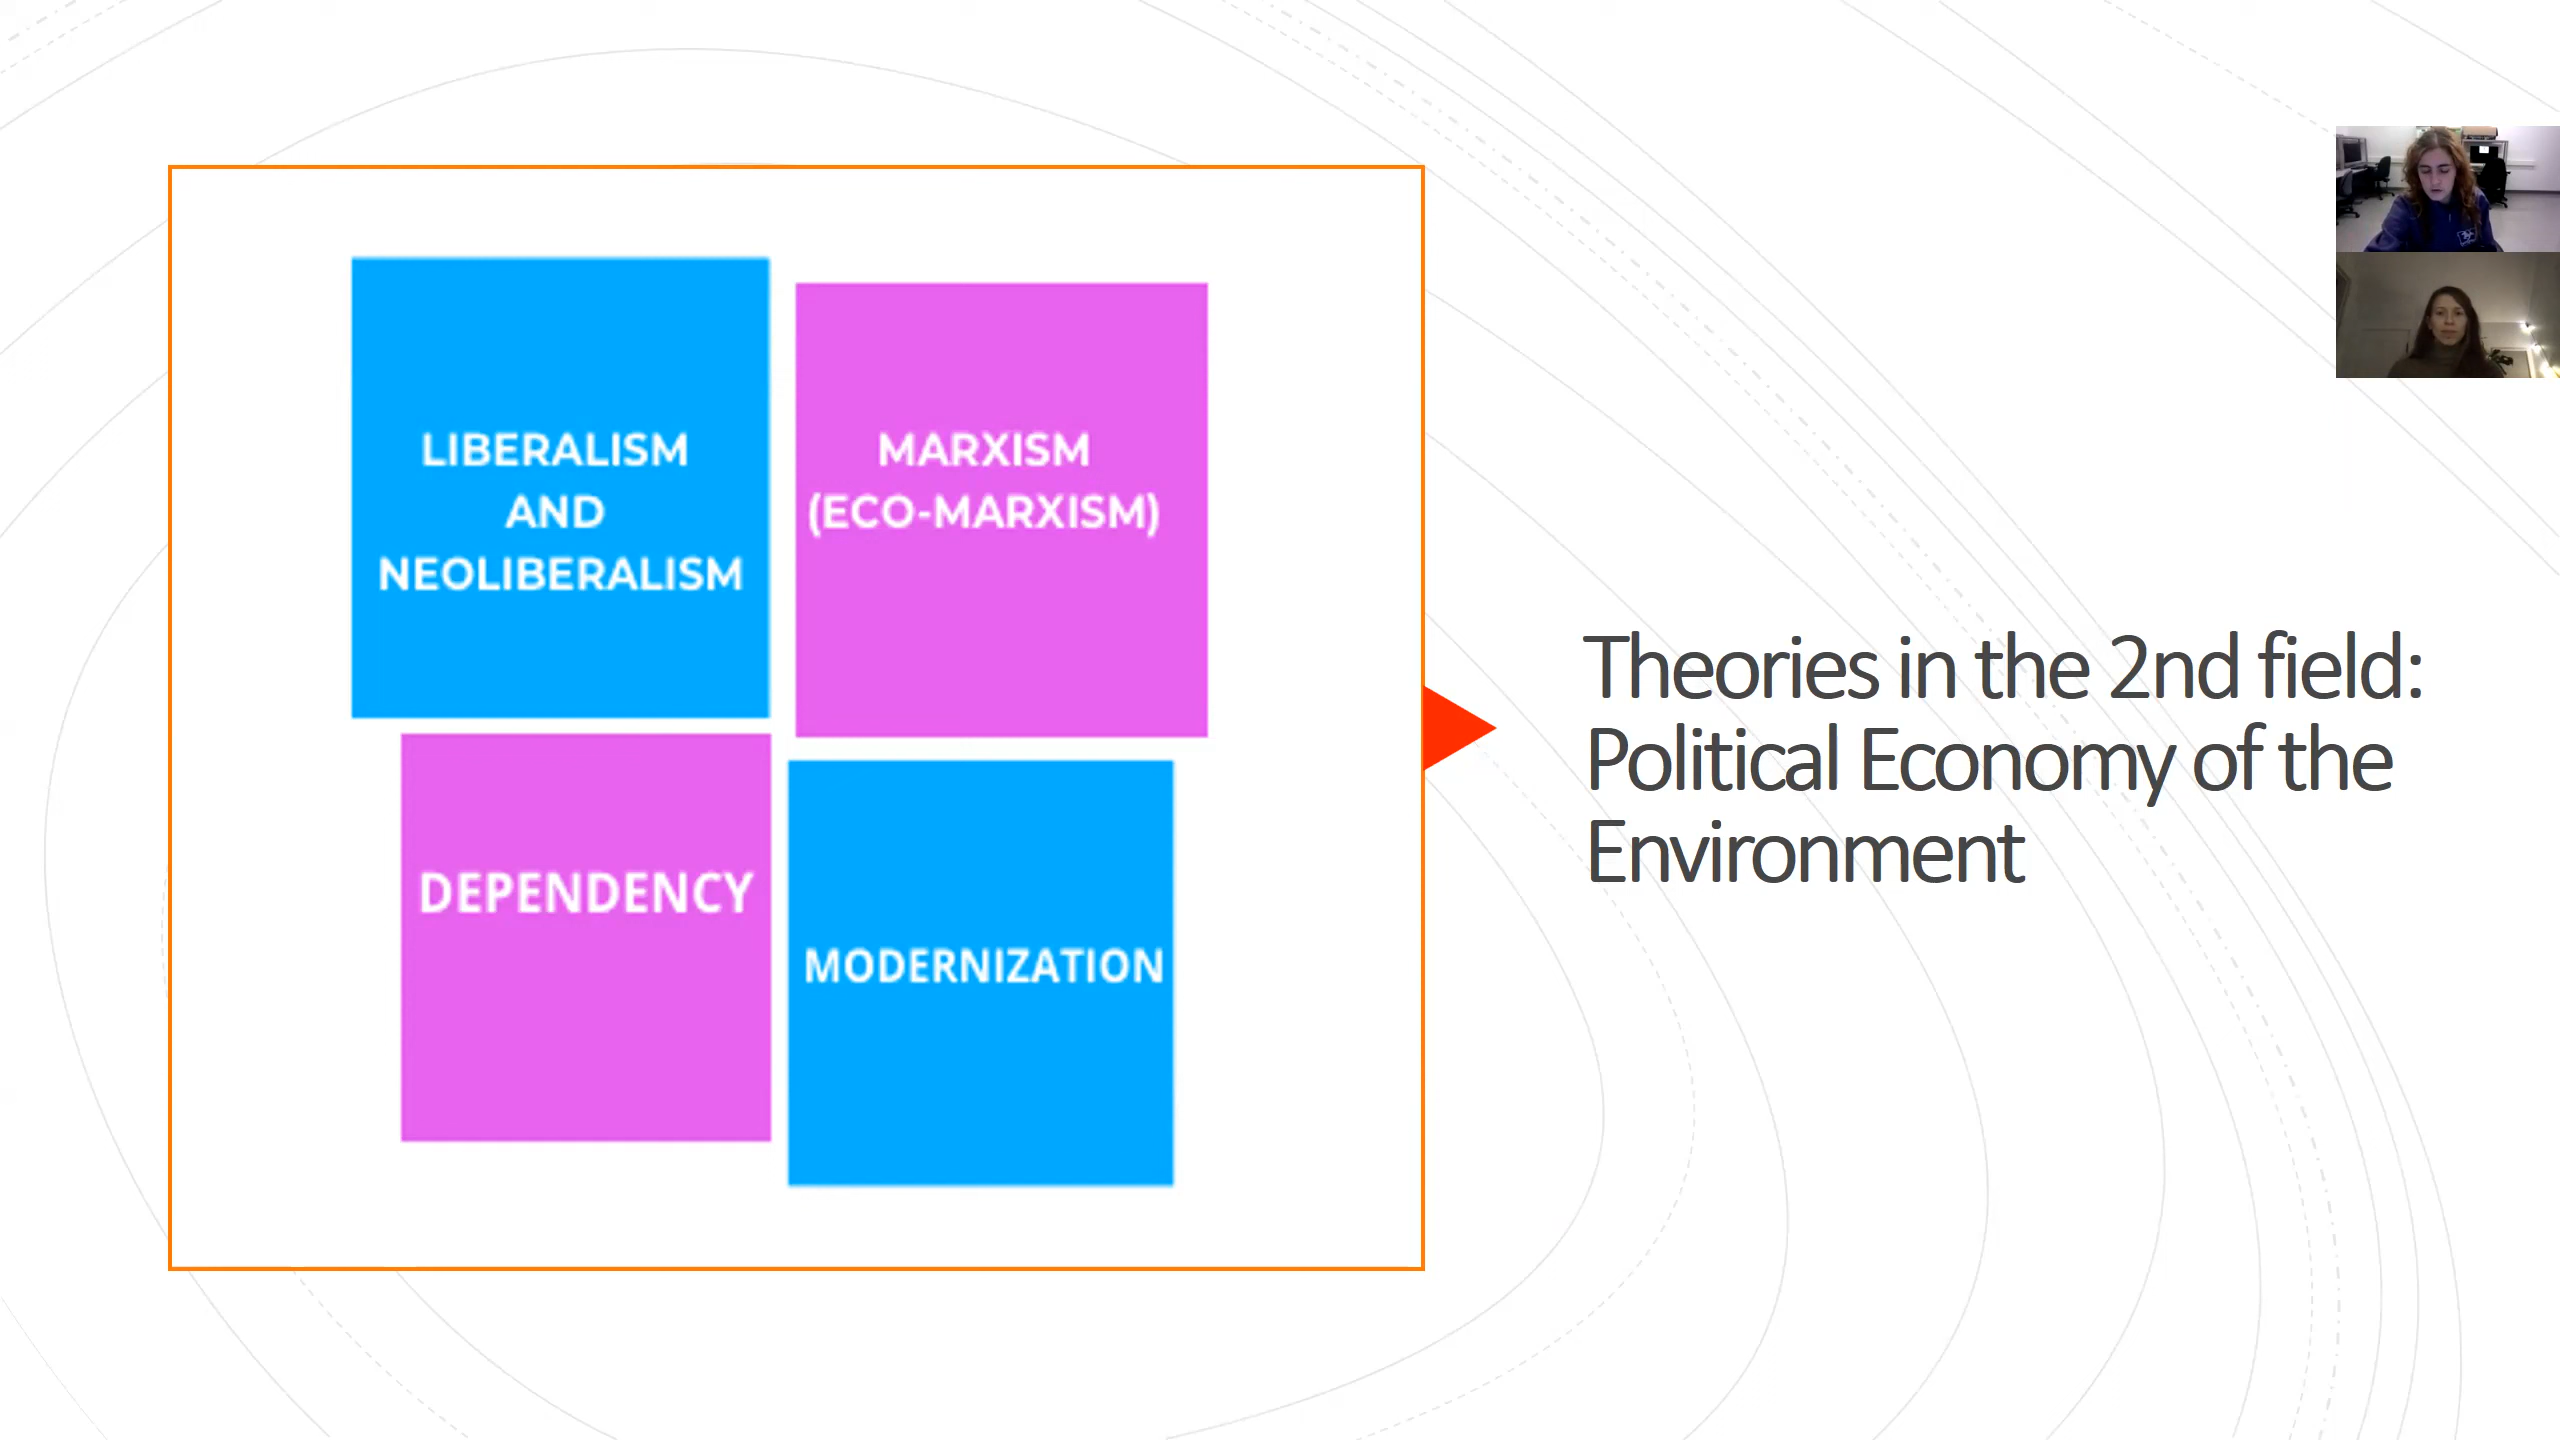 LIBERALISM
AND
NEOLIBERALISM
MARXISM
(ECO-MARXISM)
DEPENDENCY
MODERNIZATION
Theories in the 2nd field:
Political Economy of the
Environment